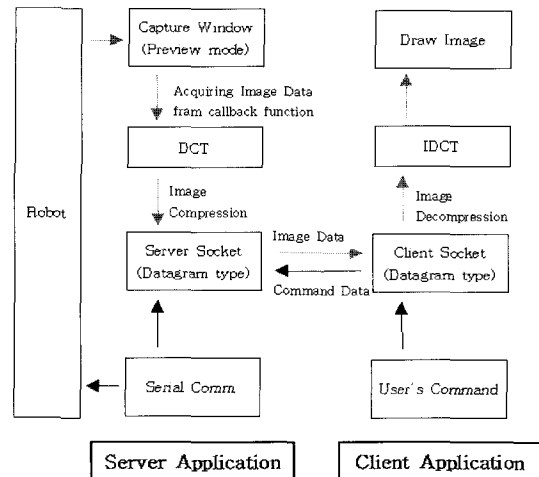 Capture Window
(Preview mode)
Draw Image
Acquiring Image Data
fram callback function
DCT
IDCT
Robot
Image
Compression
Image
Decompression
Server Socket
(Datagram type)
Image Data
Command Data
Client Socket
(Datagram type)
Serial Comm
User's Command
Server Application
Client Application